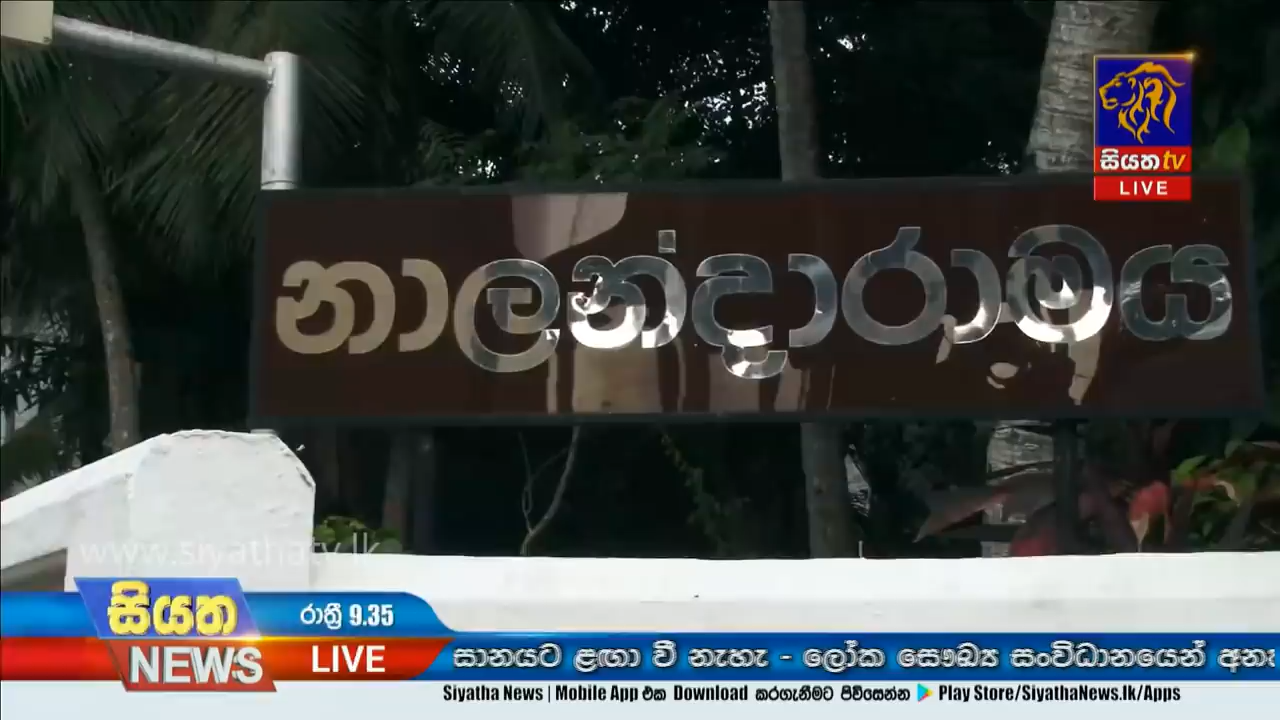 සියත tv
LIVE
නාලන්දාරාමය
www.siyathatv.lk
සියත
NEWS
රාත්‍රී 9.35
LIVE
සානයට ළඟා වී නැහැ - ලෝක සෞඛ්‍ය සංවිධානයෙන් අන
Siyatha News | Mobile App එක Download කරගැනීමට පිවිසෙන්න Play Store/SiyathaNews.lk/Apps